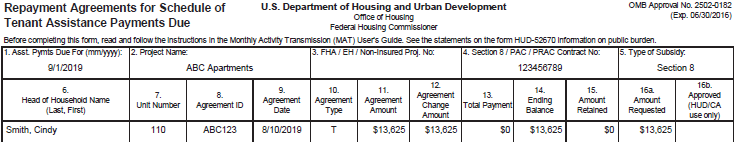 Repayment Agreements for Schedule of Tenant Assistance Payments Due
U.S. Department of Housing and Urban Development
Office of Housing
Federal Housing Commissioner
OMB Approval No. 2502-0182
(Exp. 06/30/2016)
Before completing this form, read and follow the instructions in the Monthly Activity Transmission (MAT) User's Guide. See the statements on the form HUD-52670 information on public burden.
1. Asst. Pymts Due For (mm/yyyy): 2. Project Name: 3. FHA / EH / Non-Insured Proj. No: 4. Section 8 / PAC / PRAC Contract No: 5. Type of Subsidy:
9/1/2019 ABC Apartments 123456789 Section 8
6. Head of Household Name (Last, First)
7. Unit Number
8. Agreement ID
9. Agreement Date
10. Agreement Type
11. Agreement Amount
12. Agreement Change Amount
13. Total Payment
14. Ending Balance
15. Amount Retained
16a. Amount Requested
16b. Approved (HUD/CA use only)
Smith, Cindy 110 ABC123 8/10/2019 T $13,625 $13,625 $0 $13,625 $0 $13,625